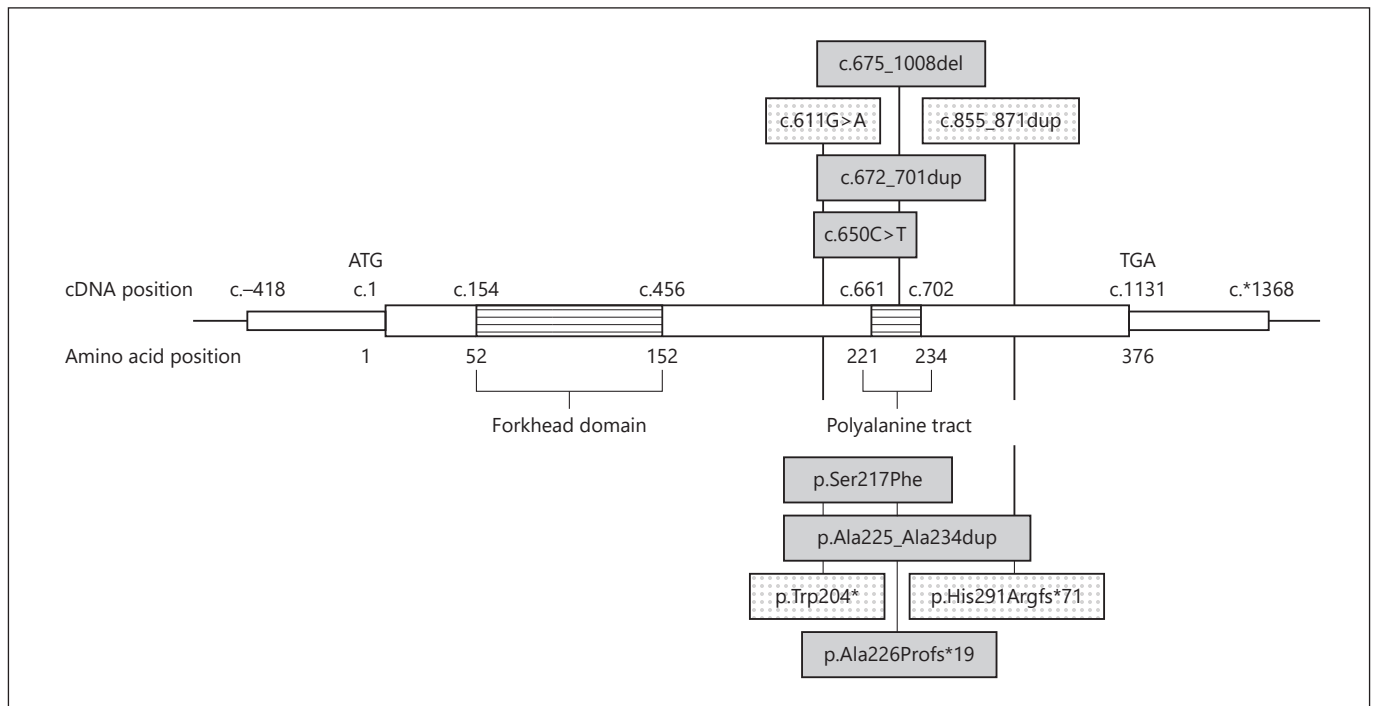 c.675_1008del
c.611G>A c.855_871dup
c.672_701dup
c.650C>T
ATG TGA
cDNA position c.–418 c.1 c.154 c.456 c.661 c.702 c.1131 c.*1368
Amino acid position 1 52 152 221 234 376
Forkhead domain Polyalanine tract
p.Ser217Phe
p.Ala225_Ala234dup
p.Trp204* p.His291Argfs*71
p.Ala226Profs*19